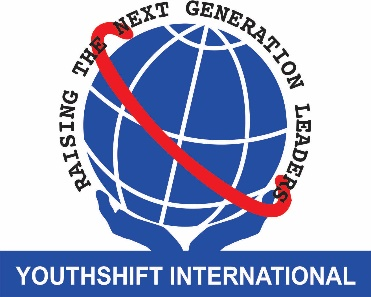 RAISING THE NEXT GENERATION LEADERS
YOUTHSHIFT INTERNATIONAL